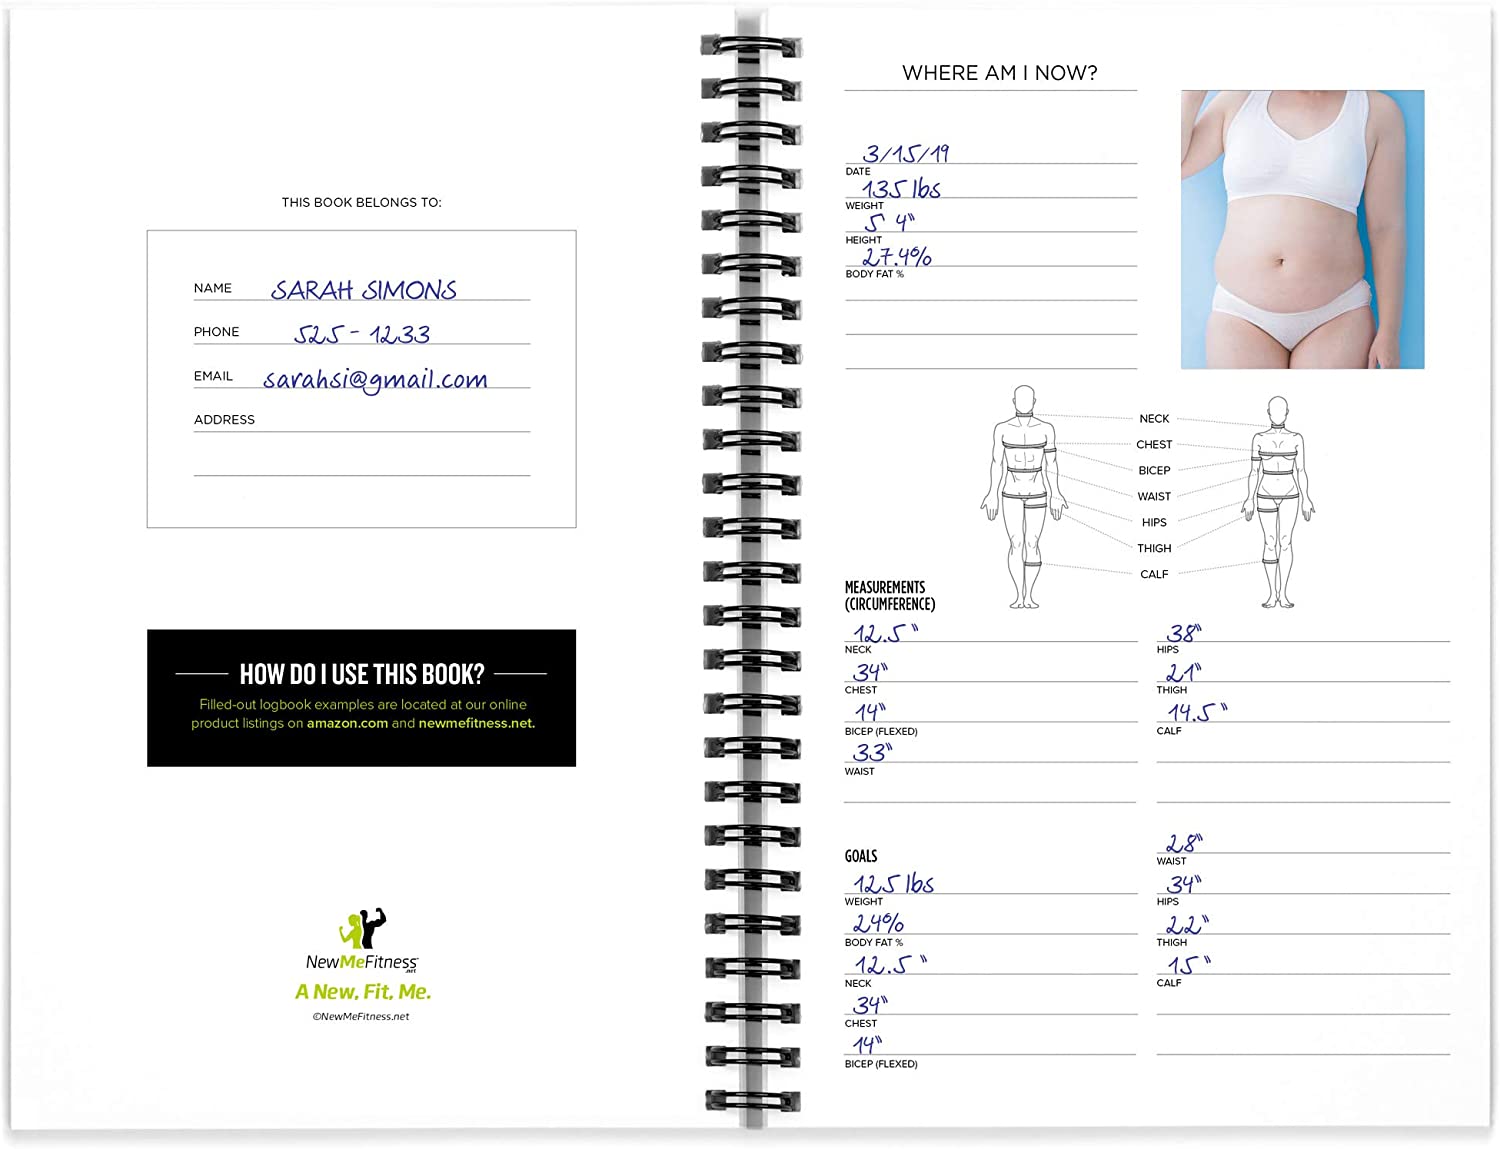 THIS BOOK BELONGS TO:
NAME SARAH SIMONS
PHONE 525 - 1233
EMAIL sarahsi@gmail.com
ADDRESS
HOW DO I USE THIS BOOK?
Filled-out logbook examples are located at our online
product listings on amazon.com and newmefitness.net.
NewMeFitness
.net
A New, Fit, Me.
©NewMeFitness.net
WHERE AM I NOW?
3/15/19
DATE
135 lbs
WEIGHT
5 4"
HEIGHT
27.4%
BODY FAT %
NECK
CHEST
BICEP
WAIST
HIPS
THIGH
CALF
MEASUREMENTS
(CIRCUMFERENCE)
12.5"
NECK
34"
CHEST
14"
BICEP (FLEXED)
33"
WAIST
38"
HIPS
21"
THIGH
14.5"
CALF
GOALS
125 lbs
WEIGHT
24%
BODY FAT %
12.5"
NECK
34"
CHEST
14"
BICEP (FLEXED)
28"
WAIST
34"
HIPS
22"
THIGH
15"
CALF